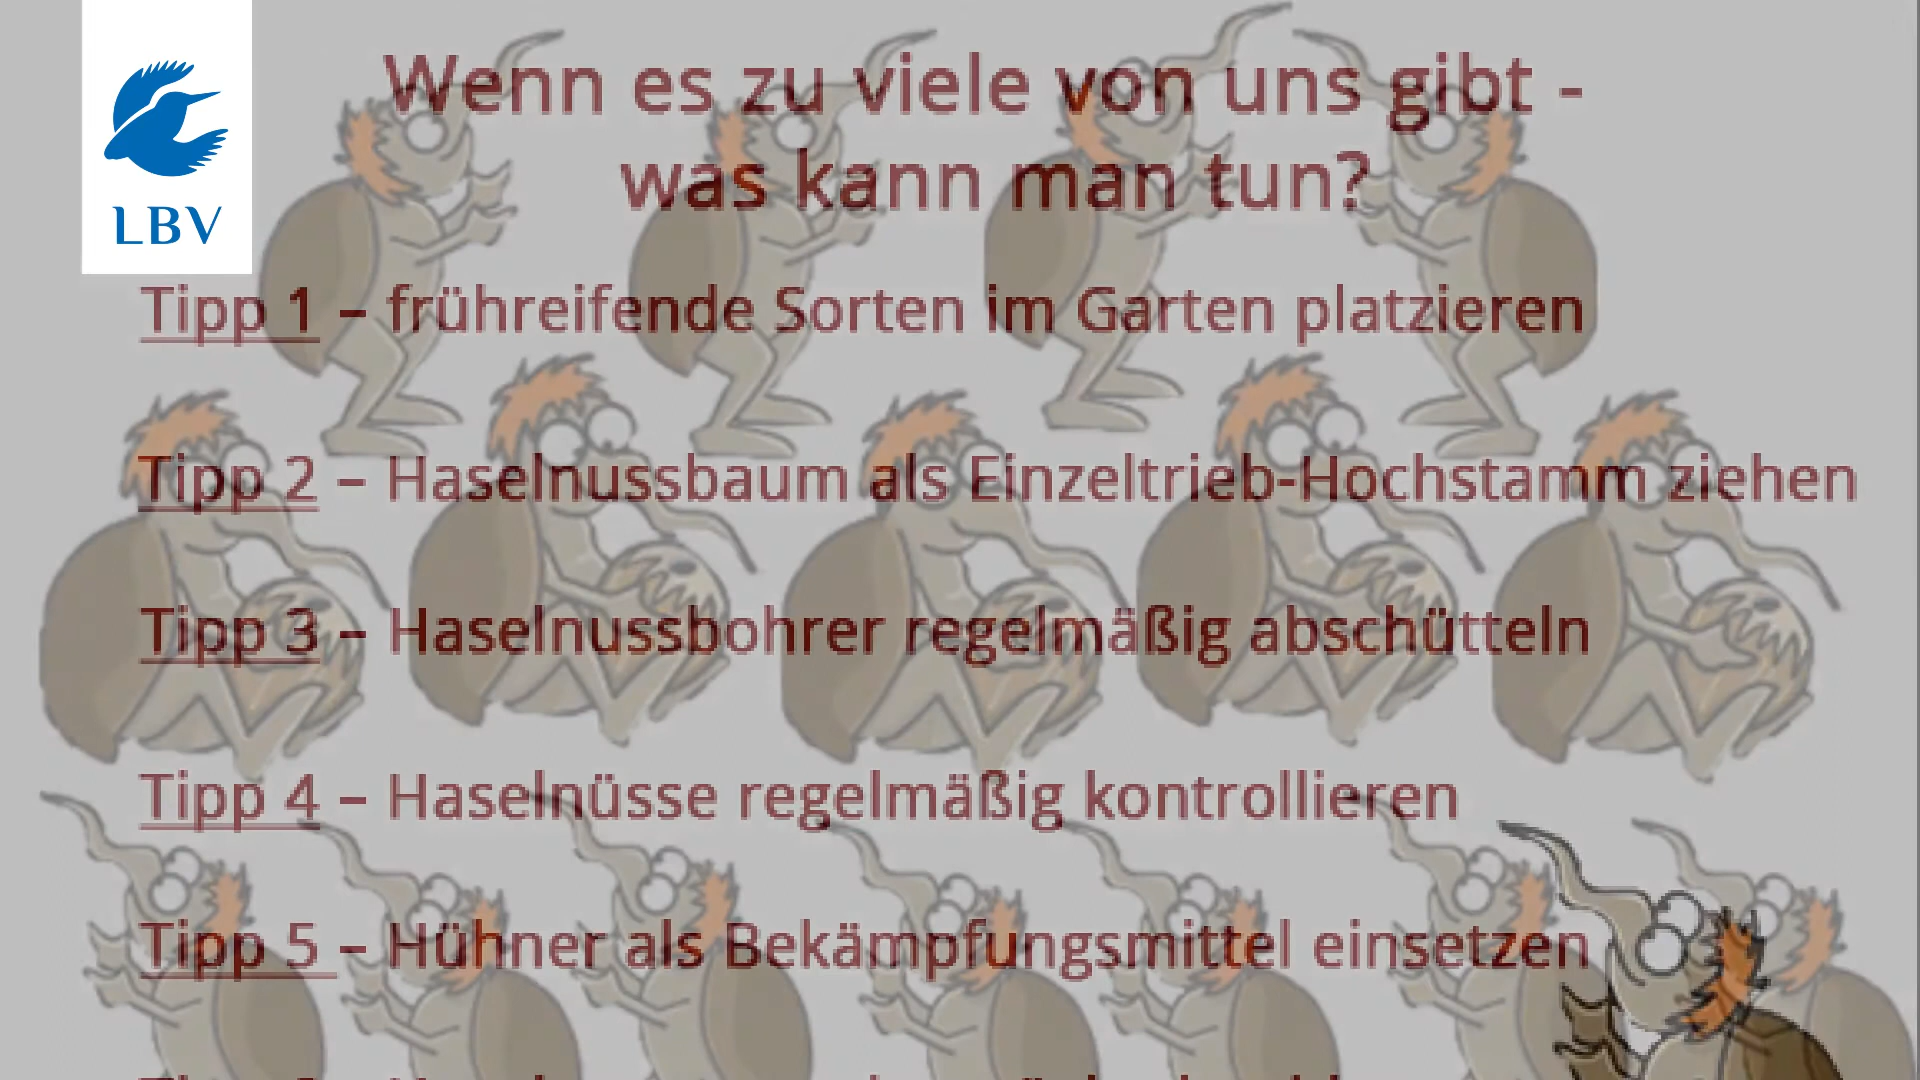 LBV
Wenn es zu viele von uns gibt -
was kann man tun?
Tipp 1 – frühreifende Sorten im Garten platzieren
Tipp 2 – Haselnussbaum als Einzeltrieb-Hochstamm ziehen
Tipp 3 – Haselnussbohrer regelmäßig abschütteln
Tipp 4 – Haselnüsse regelmäßig kontrollieren
Tipp 5 – Hühner als Bekämpfungsmittel einsetzen